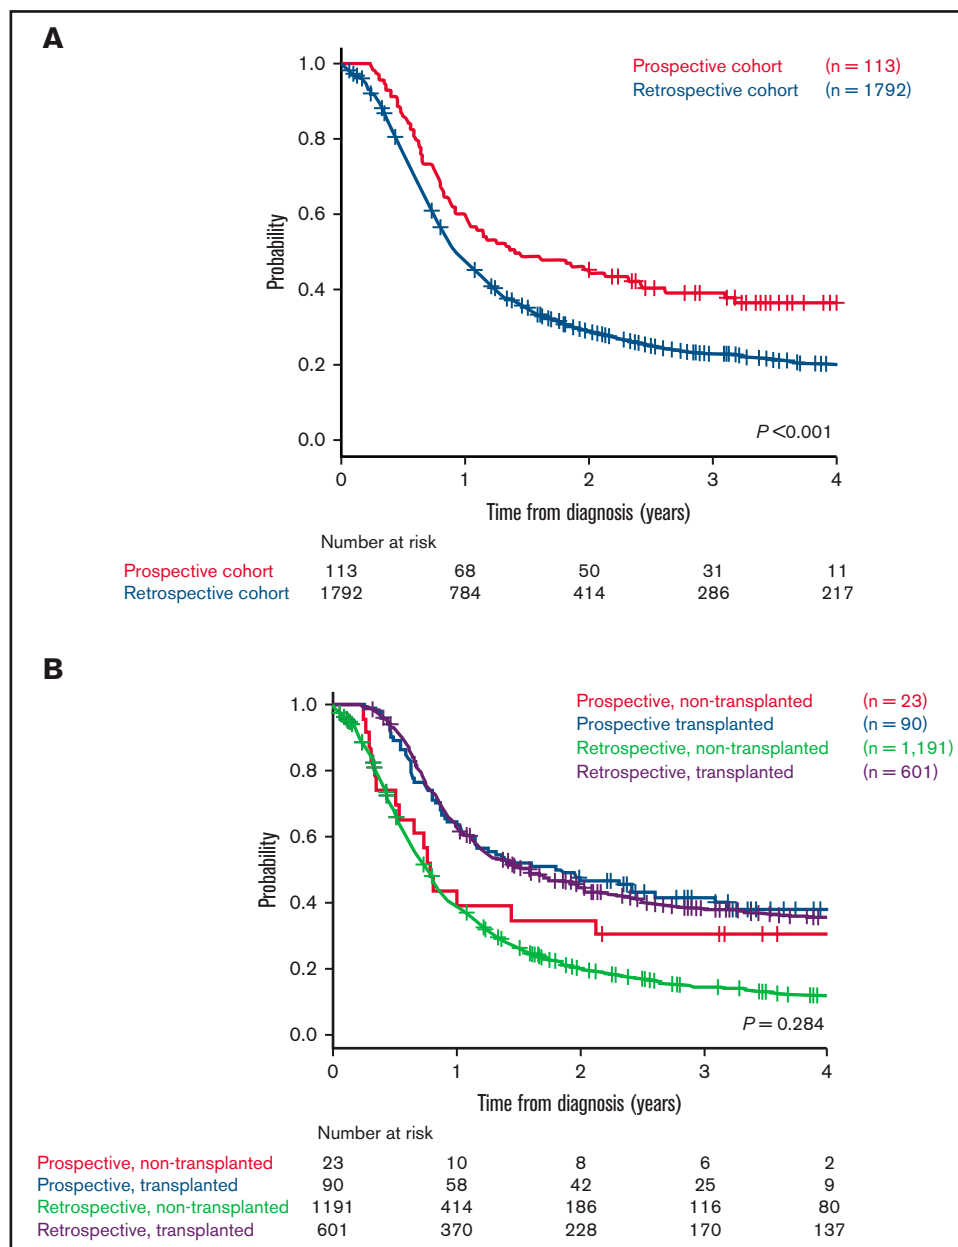 A
Prospective cohort (n = 113)
Retrospective cohort (n = 1792)
1.0
0.8
0.6
0.4
0.2
0.0
Probability
P <0.001
0 1 2 3 4
Time from diagnosis (years)
Number at risk
Prospective cohort 113 68 50 31 11
Retrospective cohort 1792 784 414 286 217
B
Prospective, non-transplanted (n = 23)
Prospective transplanted (n = 90)
Retrospective, non-transplanted (n = 1,191)
Retrospective, transplanted (n = 601)
1.0
0.8
0.6
0.4
0.2
0.0
Probability
P = 0.284
0 1 2 3 4
Time from diagnosis (years)
Number at risk
Prospective, non-transplanted 23 10 8 6 2
Prospective, transplanted 90 58 42 25 9
Retrospective, non-transplanted 1191 414 186 116 80
Retrospective, transplanted 601 370 228 170 137